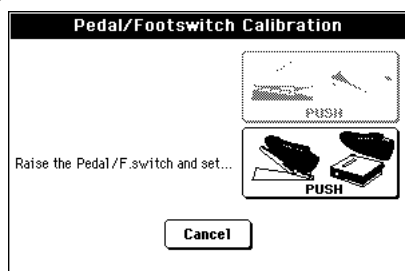 Pedal/Footswitch Calibration
PUSH
Raise the Pedal/F.switch and set...
PUSH
Cancel